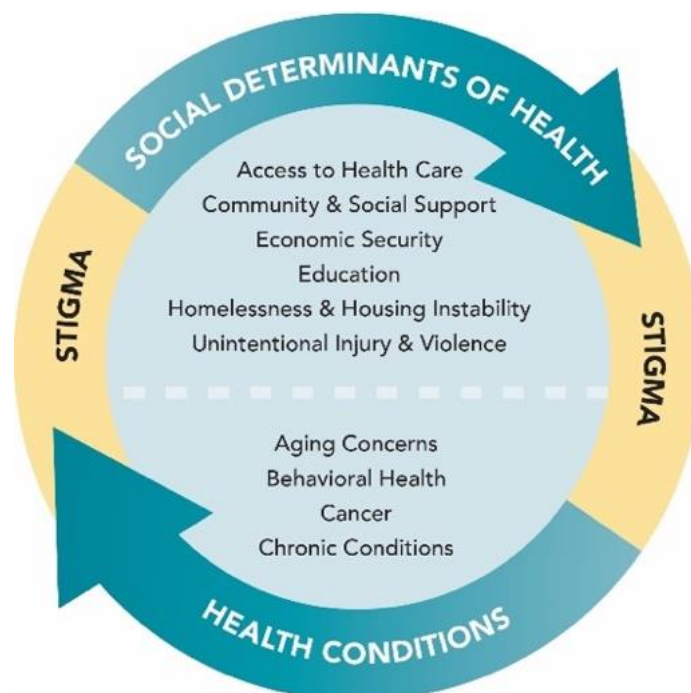 SOCIAL DETERMINANTS OF HEALTH
Access to Health Care
Community & Social Support
Economic Security
Education
Homelessness & Housing Instability
Unintentional Injury & Violence
STIGMA
STIGMA
Aging Concerns
Behavioral Health
Cancer
Chronic Conditions
HEALTH CONDITIONS